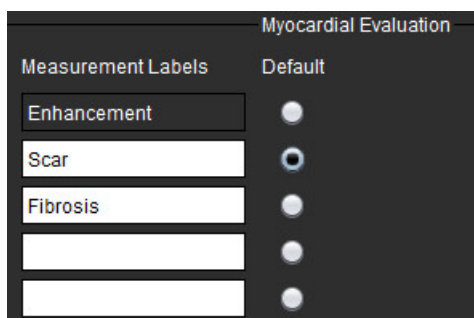 Myocardial Evaluation
Measurement Labels Default
Enhancement
Scar
Fibrosis